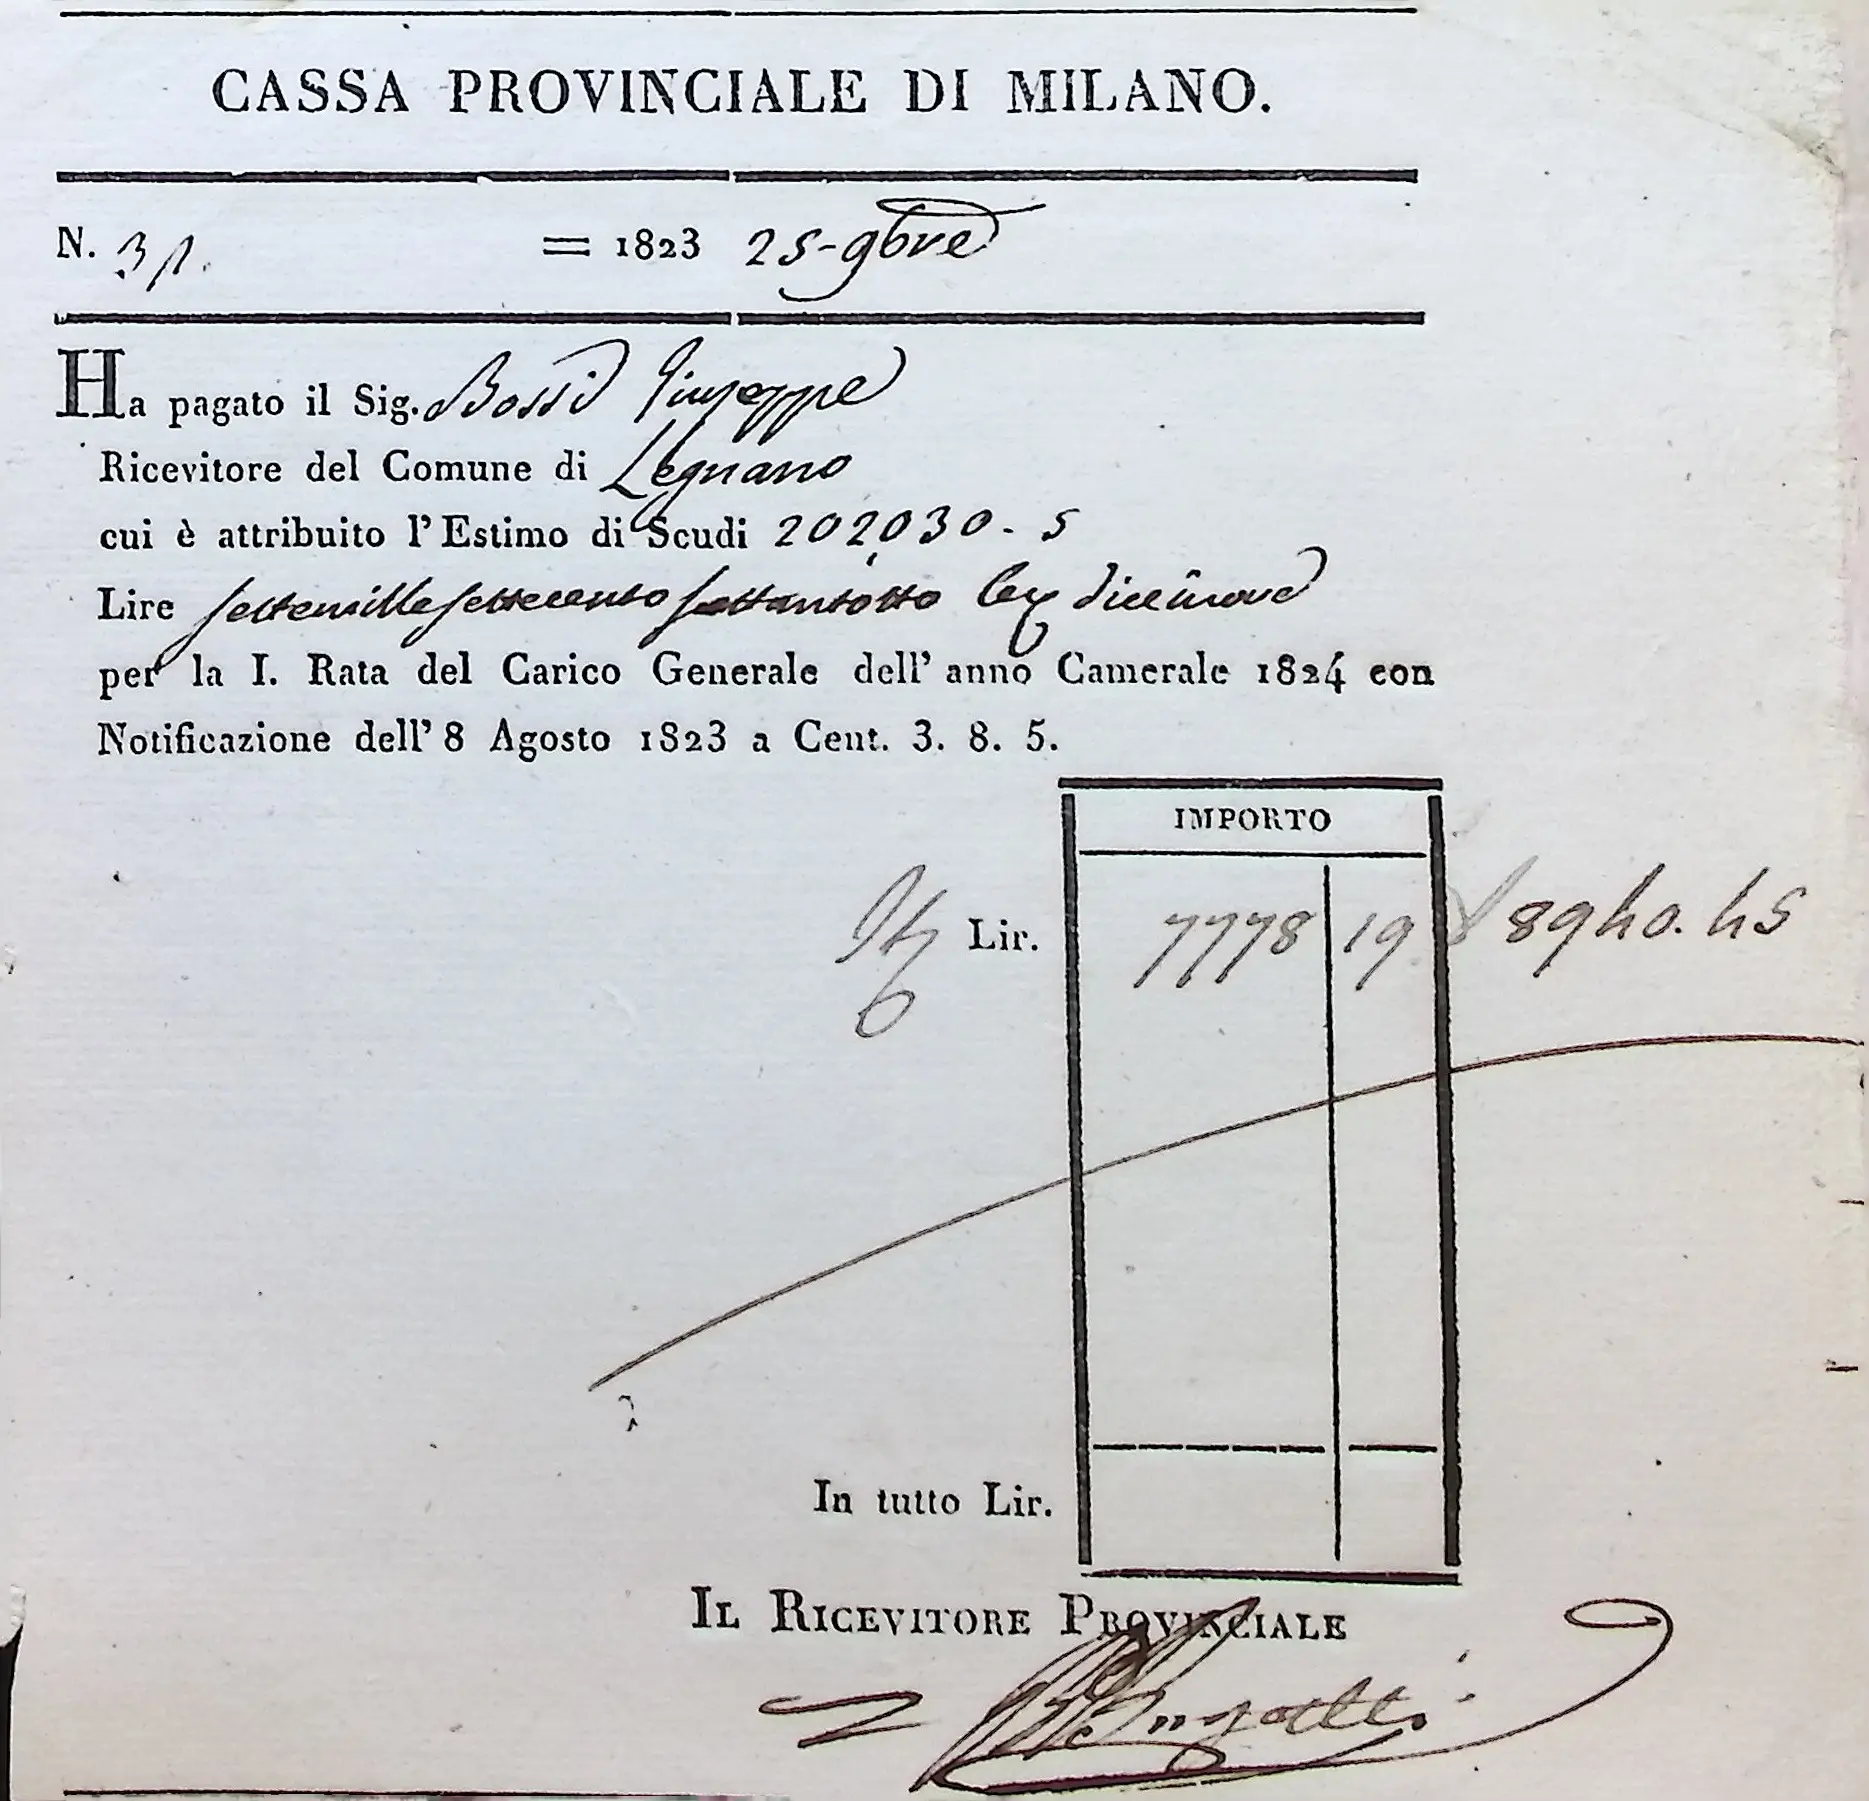 CASSA PROVINCIALE DI MILANO.
N. 31. = 1823 25-9bre
Ha pagato il Sig. Bossi Giuseppe
Ricevitore del Comune di Legnano
cui è attribuito l'Estimo di Scudi 202030. 5
Lire settemillesettecento settantotto diecinove
per la I. Rata del Carico Generale dell'anno Camerale 1824 con
Notificazione dell'8 Agosto 1823 a Cent. 3. 8. 5.
IMPORTO
Lir. 7778 19 8940. 45
In tutto Lir.
IL RICEVITORE PROVINCIALE